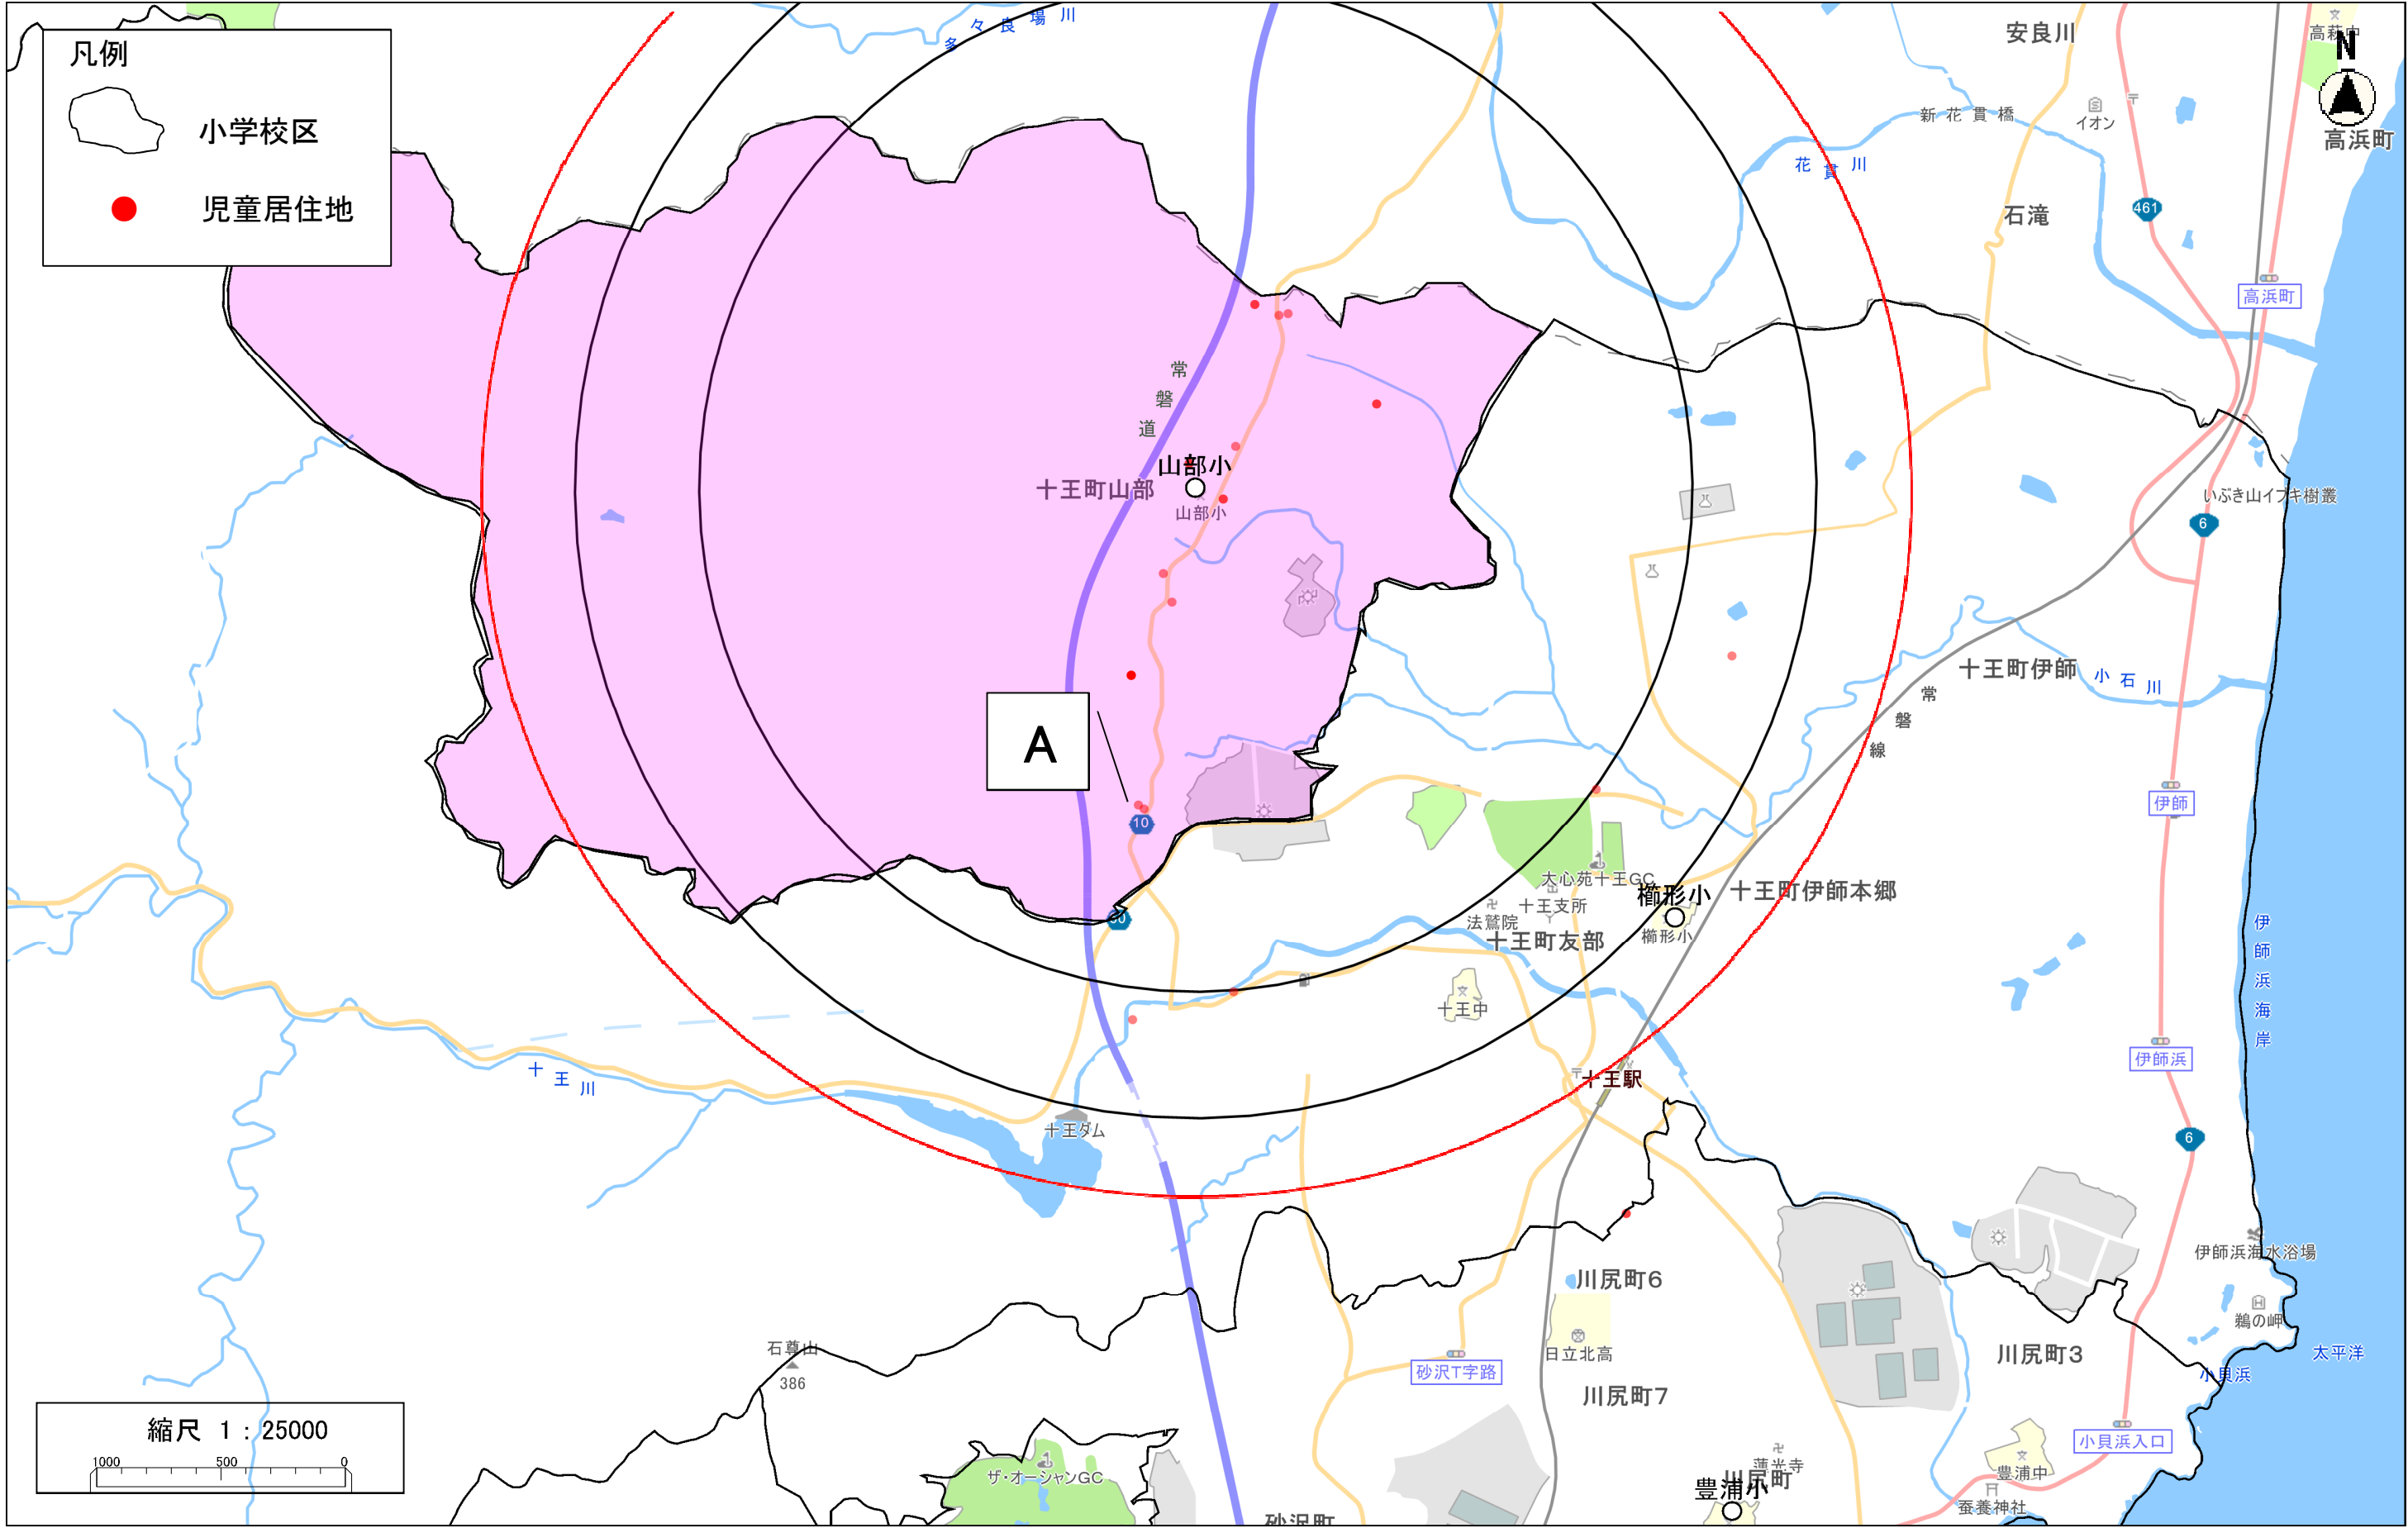 凡例
小学校区
児童居住地
多々良場川
安良川
高萩中
N
高浜町
イオン
新花貫橋
花貫川
石滝
461
高浜町
常磐道
山部小
十王町山部
山部小
いぶき山イブキ樹叢
6
十王町伊師
小石川
常磐線
A
伊師
10
大心苑十王GC
櫛形小
十王町伊師本郷
十王支所
法鷲院
櫛形小
十王町友部
伊師浜海岸
十王中
伊師浜
十王川
十王駅
十王ダム
6
伊師浜海水浴場
川尻町6
鵜の岬
石尊山
386
日立北高
川尻町3
太平洋
砂沢T字路
小貝浜
川尻町7
縮尺 1：25000
1000 500 0
小貝浜入口
ザ・オーシャンGC
蓮光寺
川尻町
豊浦小
豊浦中
蚕養神社
砂沢町